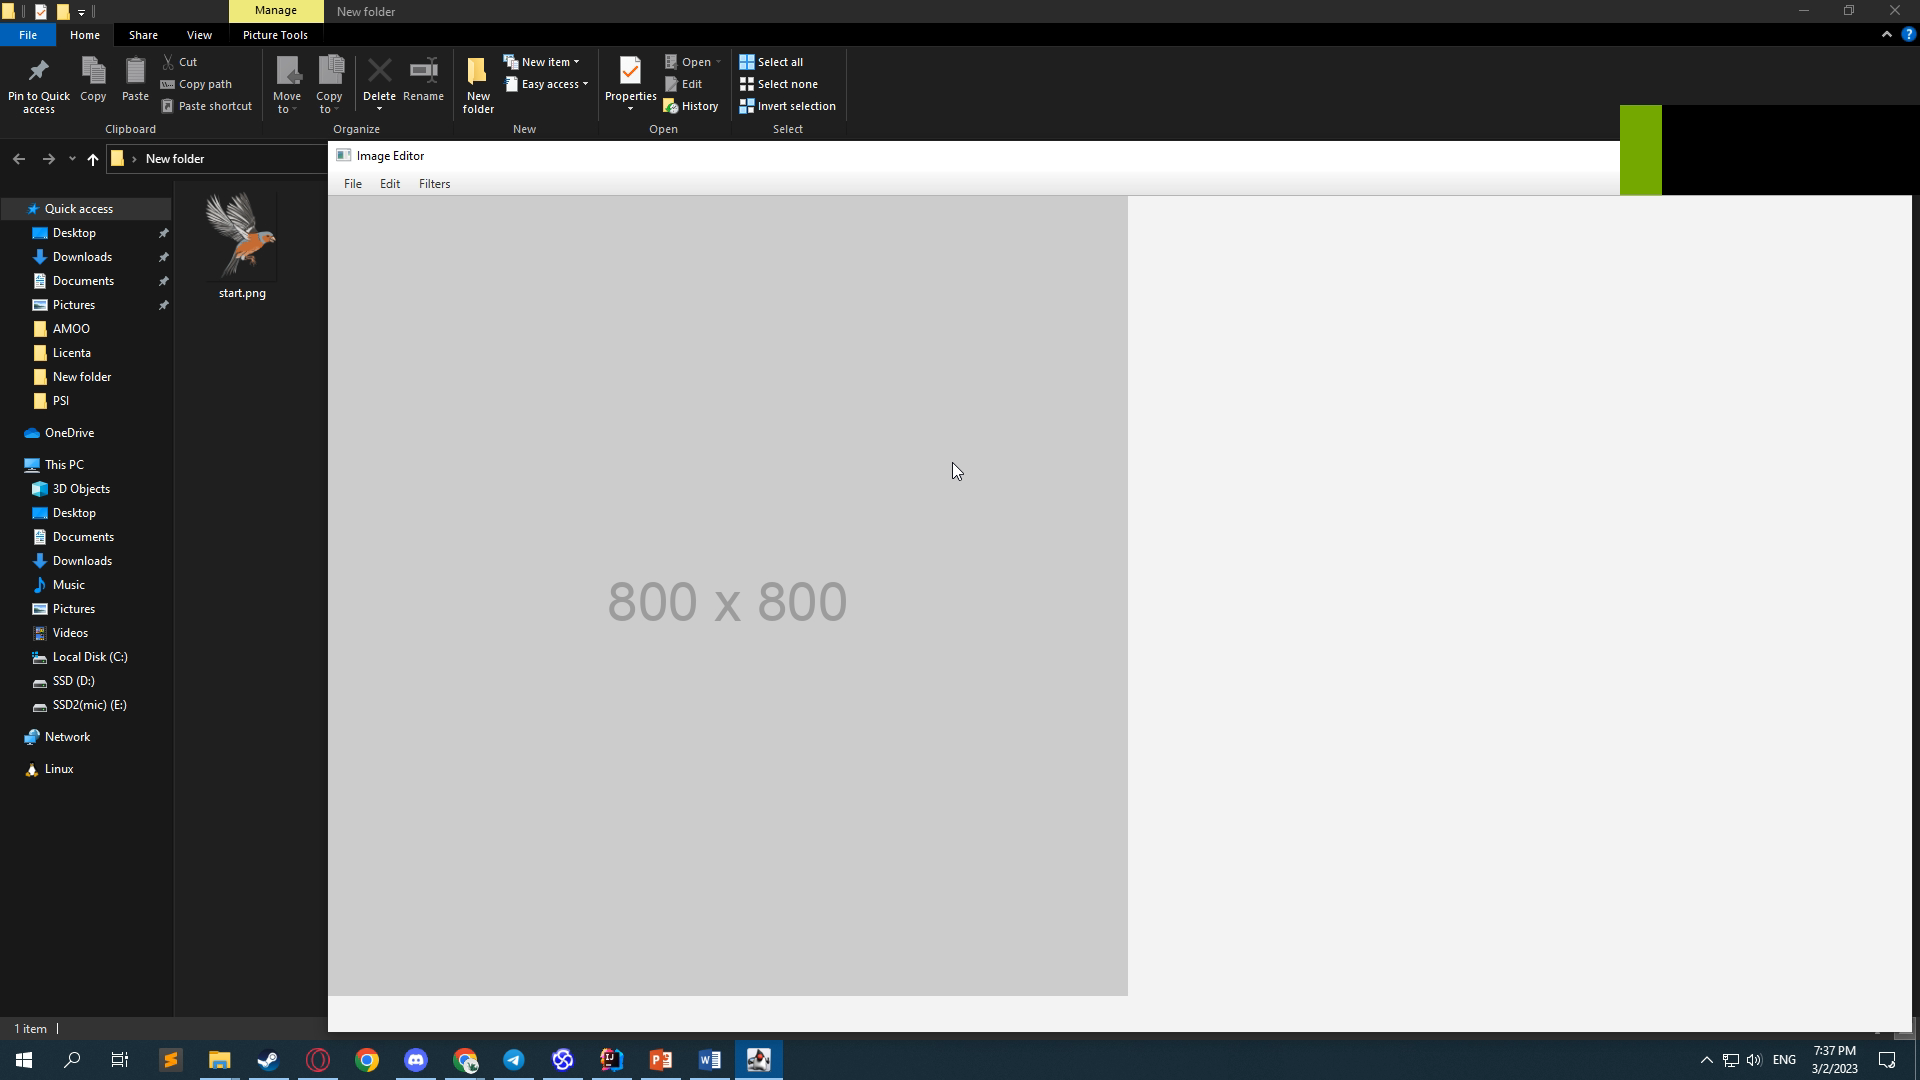 Manage
New folder
File
Home
Share
View
Picture Tools
Pin to Quick
access
Copy
Paste
Cut
Copy path
Paste shortcut
Clipboard
Move
to
Copy
to
Delete
Rename
Organize
New
folder
New item
Easy access
New
Properties
Open
Edit
History
Open
Select all
Select none
Invert selection
Select
New folder
Quick access
Desktop
Downloads
Documents
Pictures
AMOO
Licenta
New folder
PSI
OneDrive
This PC
3D Objects
Desktop
Documents
Downloads
Music
Pictures
Videos
Local Disk (C:)
SSD (D:)
SSD2(mic) (E:)
Network
Linux
start.png
Image Editor
File
Edit
Filters
800 x 800
1 item
ENG
7:37 PM
3/2/2023